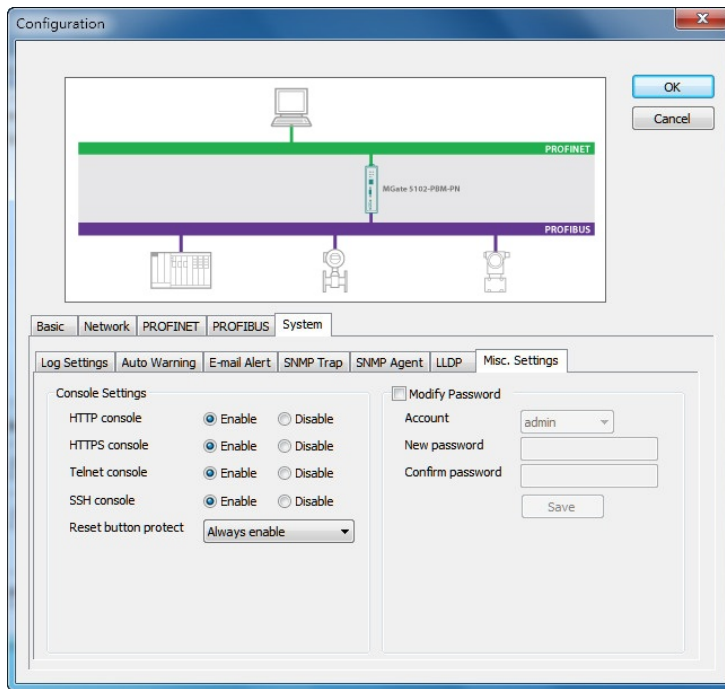 Configuration
OK
Cancel
PROFINET
MGate 5102-PBM-PN
PROFIBUS
Basic Network PROFINET PROFIBUS System
Log Settings Auto Warning E-mail Alert SNMP Trap SNMP Agent LLDP Misc. Settings
Console Settings
HTTP console Enable Disable
HTTPS console Enable Disable
Telnet console Enable Disable
SSH console Enable Disable
Reset button protect Always enable
Modify Password
Account admin
New password
Confirm password
Save